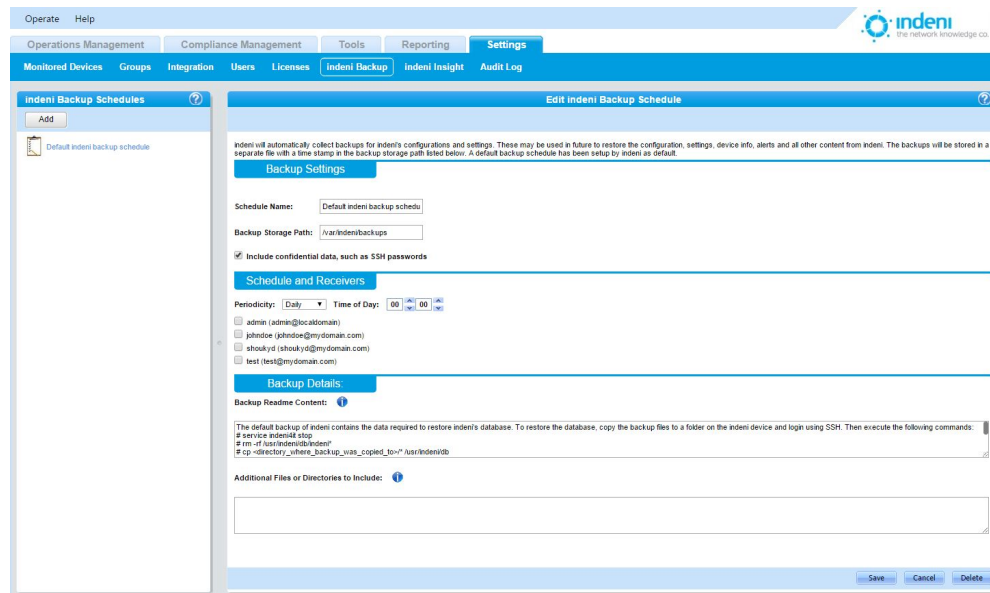 Operate Help
indeni
the network knowledge co.
Operations Management Compliance Management Tools Reporting Settings
Monitored Devices Groups Integration Users Licenses indeni Backup indeni Insight Audit Log
indeni Backup Schedules ?
Edit indeni Backup Schedule ?
Add
Default indeni backup schedule
indeni will automatically collect backups for indeni's configurations and settings. These may be used in future to restore the configuration, settings, device info, alerts and all other content from indeni. The backups will be stored in a
separate file with a time stamp in the backup storage path listed below. A default backup schedule has been setup by indeni as default.
Backup Settings
Schedule Name: Default indeni backup schedu
Backup Storage Path: /var/indeni/backups
Include confidential data, such as SSH passwords
Schedule and Receivers
Periodicity: Daily Time of Day: 00 00
admin (admin@localdomain)
johndoe (johndoe@mydomain.com)
shoukyd (shoukyd@mydomain.com)
test (test@mydomain.com)
Backup Details:
Backup Readme Content: i
The default backup of indeni contains the data required to restore indeni's database. To restore the database, copy the backup files to a folder on the indeni device and login using SSH. Then execute the following commands:
# service indeni4it stop
# rm -rf /usr/indeni/db/indeni*
# cp <directory_where_backup_was_copied_to>/* /usr/indeni/db
Additional Files or Directories to Include: i
Save Cancel Delete